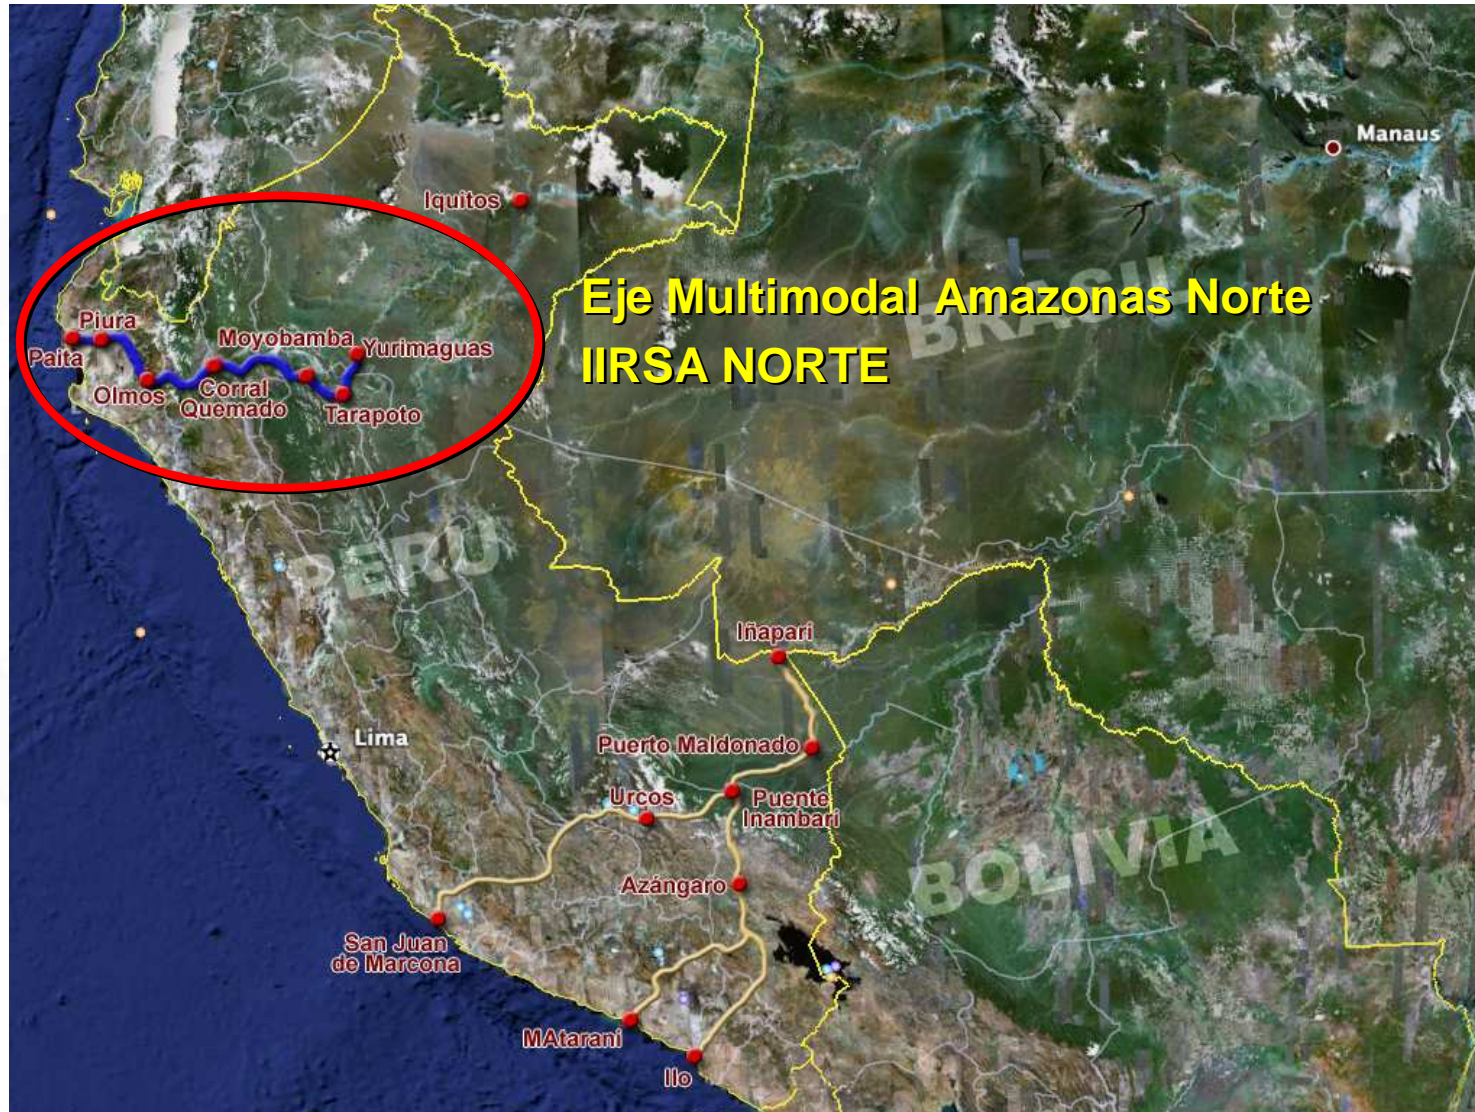 Manaus
Iquitos
Eje Multimodal Amazonas Norte
IIRSA NORTE
BRASIL
Piura
Paita
Moyobamba
Yurimaguas
Olmos
Corral
Quemado
Tarapoto
PERU
Iñapari
Lima
Puerto Maldonado
Urcos
Puente
Inambari
BOLIVIA
Azángaro
San Juan
de Marcona
MAtarani
Ilo